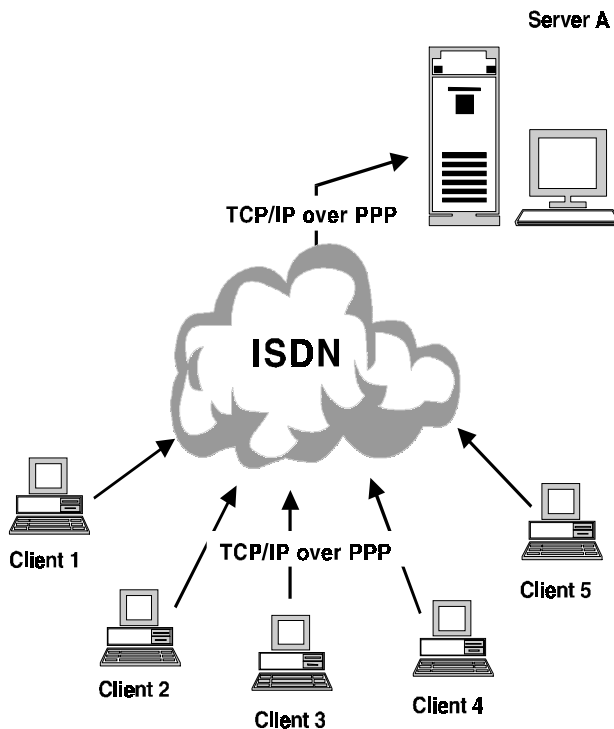 Server A
TCP/IP over PPP
ISDN
Client 1
TCP/IP over PPP
Client 5
Client 2
Client 4
Client 3